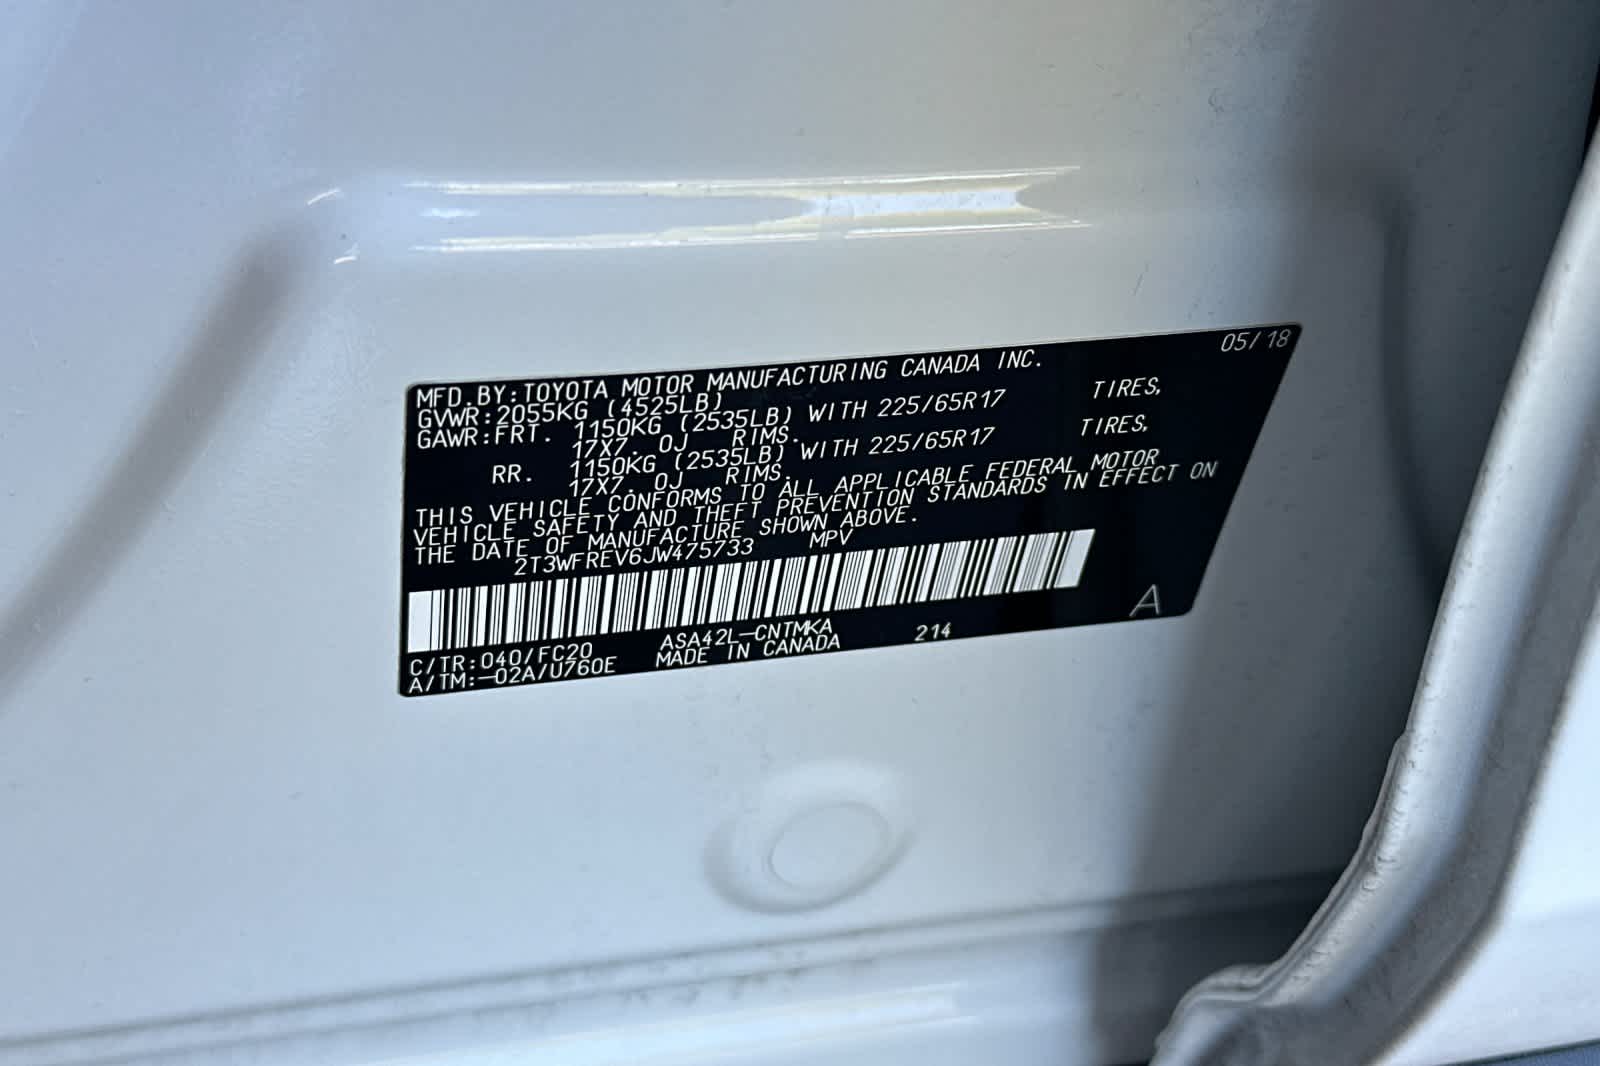 05/18
MFD.BY:TOYOTA MOTOR MANUFACTURING CANADA INC.
GVWR:2055KG (4525LB)
GAWR:FRT. 1150KG (2535LB) WITH 225/65R17 TIRES,
17X7. 0J RIMS.
RR. 1150KG (2535LB) WITH 225/65R17 TIRES,
17X7. 0J RIMS.
THIS VEHICLE CONFORMS TO ALL APPLICABLE FEDERAL MOTOR
VEHICLE SAFETY AND THEFT PREVENTION STANDARDS IN EFFECT ON
THE DATE OF MANUFACTURE SHOWN ABOVE.
2T3WFREV6JW475733 MPV
A
C/TR:040/FC20 ASA42L-CNTMKA 214
A/TM:-02A/U760E MADE IN CANADA